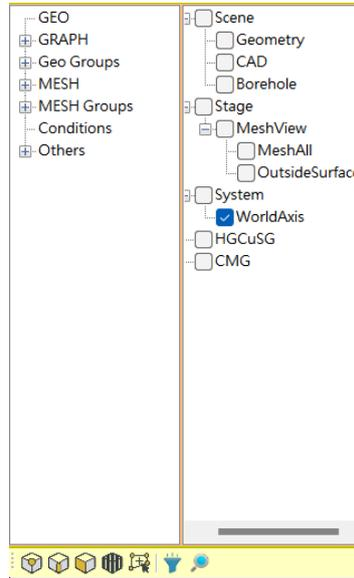 GEO
GRAPH
Geo Groups
MESH
MESH Groups
Conditions
Others
Scene
Geometry
CAD
Borehole
Stage
MeshView
MeshAll
OutsideSurfac
System
WorldAxis
HGCuSG
CMG